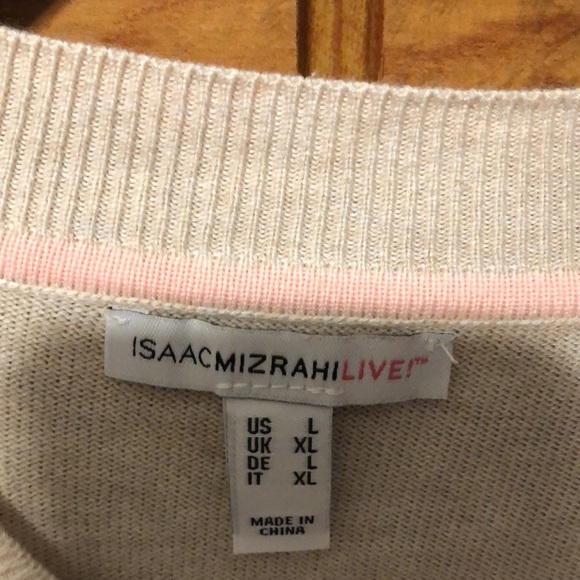 ISAACMIZRAHILIVE!™
US L
UK XL
DE L
IT XL
MADE IN
CHINA